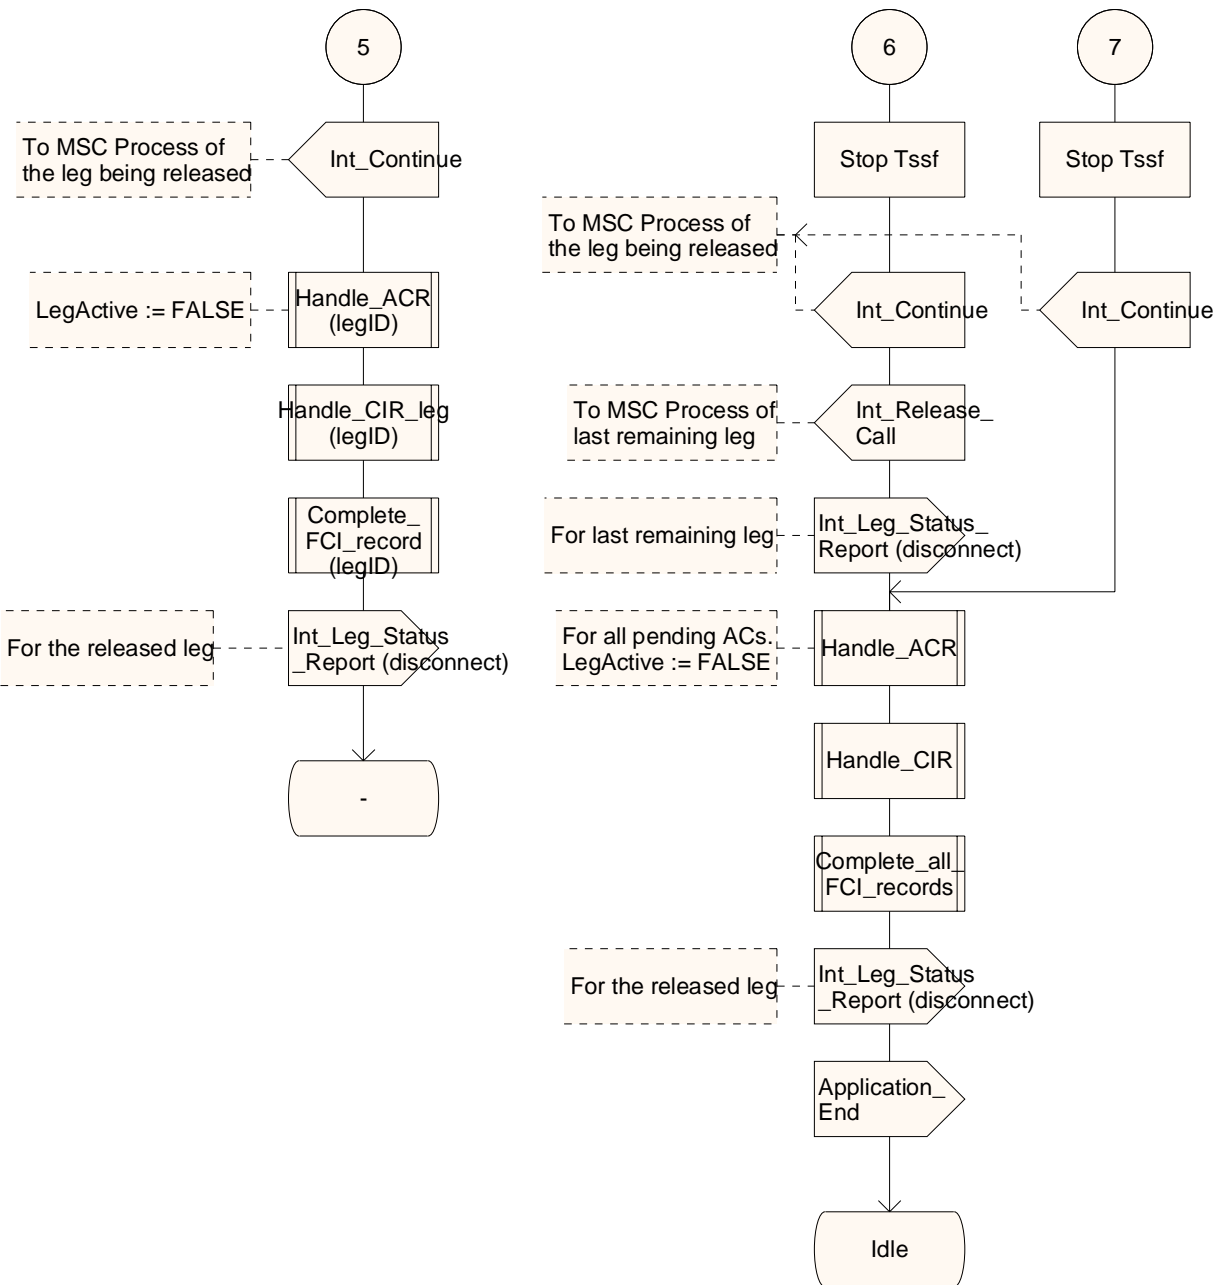 5
6
7
To MSC Process of
the leg being released
Int_Continue
Stop Tssf
Stop Tssf
To MSC Process of
the leg being released
LegActive := FALSE
Handle_ACR
(legID)
Int_Continue
Int_Continue
Handle_CIR_leg
(legID)
To MSC Process of
last remaining leg
Int_Release_
Call
Complete_
FCI_record
(legID)
For last remaining leg
Int_Leg_Status_
Report (disconnect)
For the released leg
Int_Leg_Status
_Report (disconnect)
For all pending ACs.
LegActive := FALSE
Handle_ACR
-
Handle_CIR
Complete_all_
FCI_records
For the released leg
Int_Leg_Status
_Report (disconnect)
Application_
End
Idle